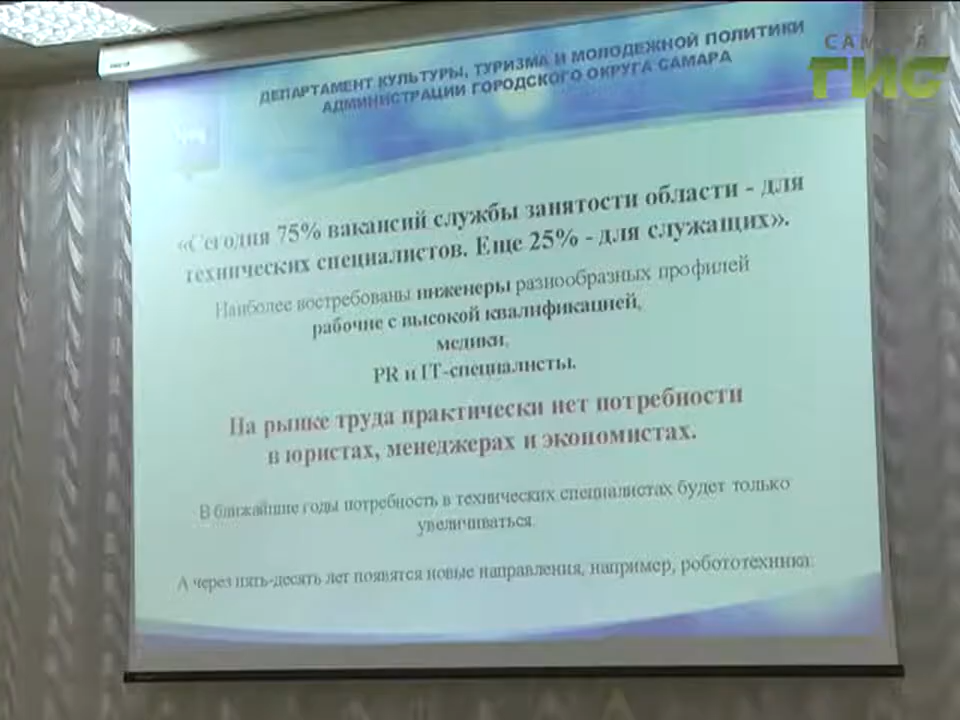 САМАРА
ГИС
ДЕПАРТАМЕНТ КУЛЬТУРЫ, ТУРИЗМА И МОЛОДЕЖНОЙ ПОЛИТИКИ
АДМИНИСТРАЦИИ ГОРОДСКОГО ОКРУГА САМАРА
«Сегодня 75% вакансий службы занятости области - для
технических специалистов. Еще 25% - для служащих».
Наиболее востребованы инженеры разнообразных профилей
рабочие с высокой квалификацией,
медики,
PR и IT-специалисты.
На рынке труда практически нет потребности
в юристах, менеджерах и экономистах.
В ближайшие годы потребность в технических специалистах будет только
увеличиваться.
А через пять-десять лет появятся новые направления, например, робототехника.